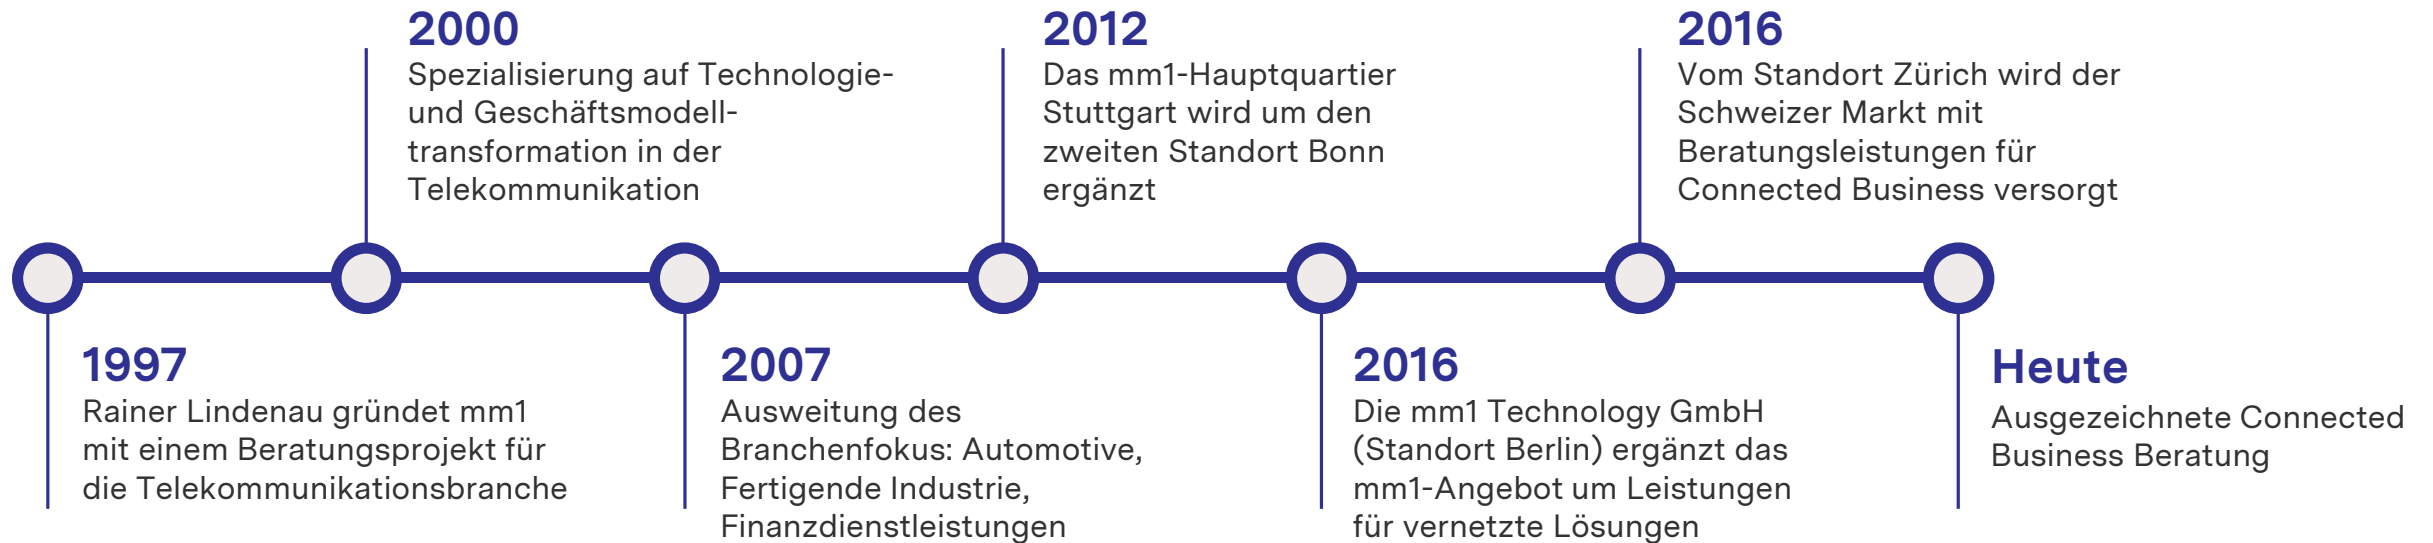 1997
Rainer Lindenau gründet mm1
mit einem Beratungsprojekt für
die Telekommunikationsbranche
2000
Spezialisierung auf Technologie-
und Geschäftsmodell-
transformation in der
Telekommunikation
2007
Ausweitung des
Branchenfokus: Automotive,
Fertigende Industrie,
Finanzdienstleistungen
2012
Das mm1-Hauptquartier
Stuttgart wird um den
zweiten Standort Bonn
ergänzt
2016
Die mm1 Technology GmbH
(Standort Berlin) ergänzt das
mm1-Angebot um Leistungen
für vernetzte Lösungen
2016
Vom Standort Zürich wird der
Schweizer Markt mit
Beratungsleistungen für
Connected Business versorgt
Heute
Ausgezeichnete Connected
Business Beratung